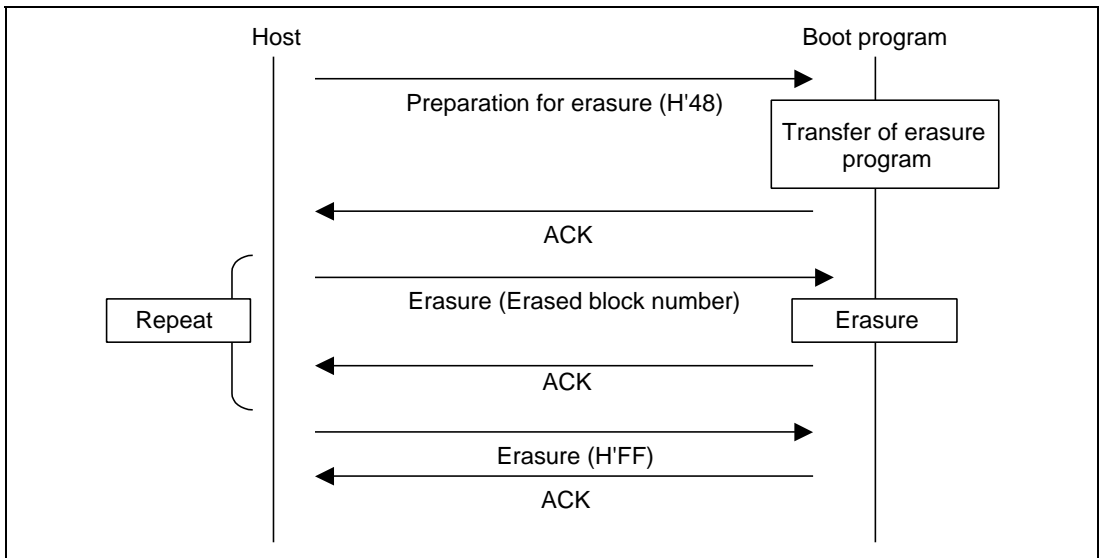 Host
Boot program
Preparation for erasure (H'48)
Transfer of erasure
program
ACK
Erasure (Erased block number)
Repeat
Erasure
ACK
Erasure (H'FF)
ACK